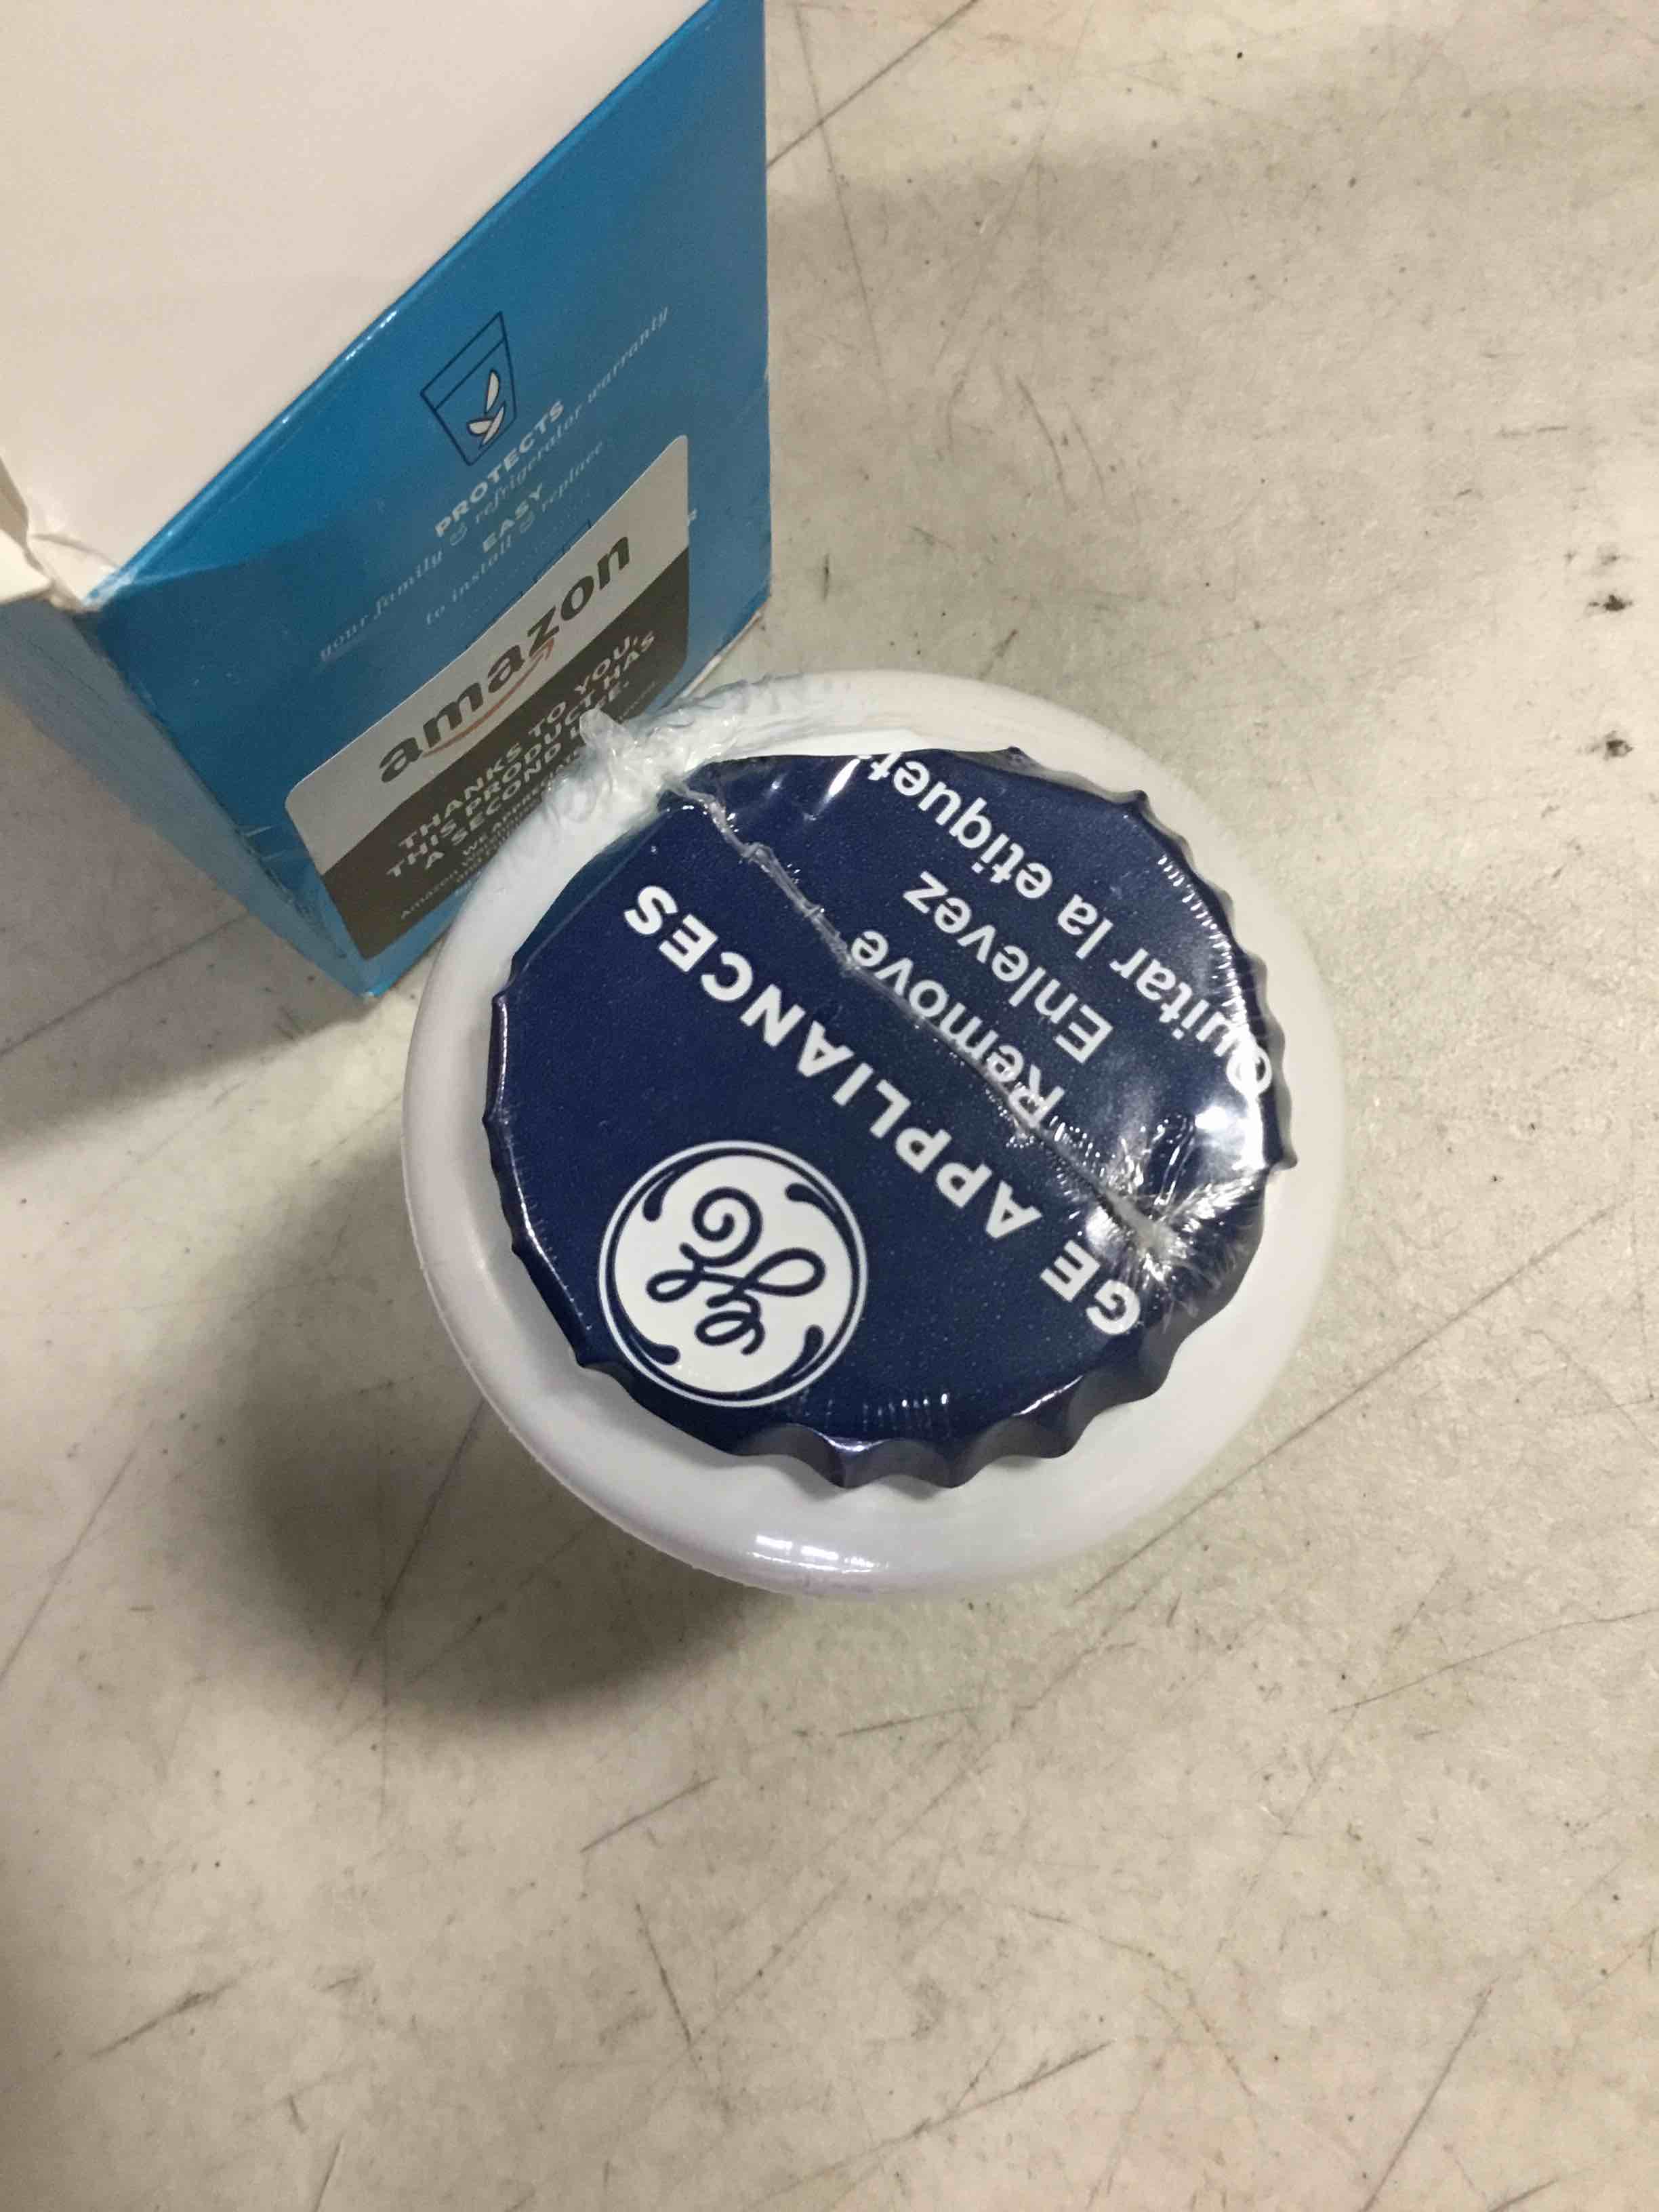 PROTECTS
your family & refrigerator warranty
EASY
to install & replace
amazon
THANKS TO YOU,
THIS PRODUCT HAS
A SECOND LIFE.
GE
GE APPLIANCES
Remove
Enlevez
Quitar la etiquet